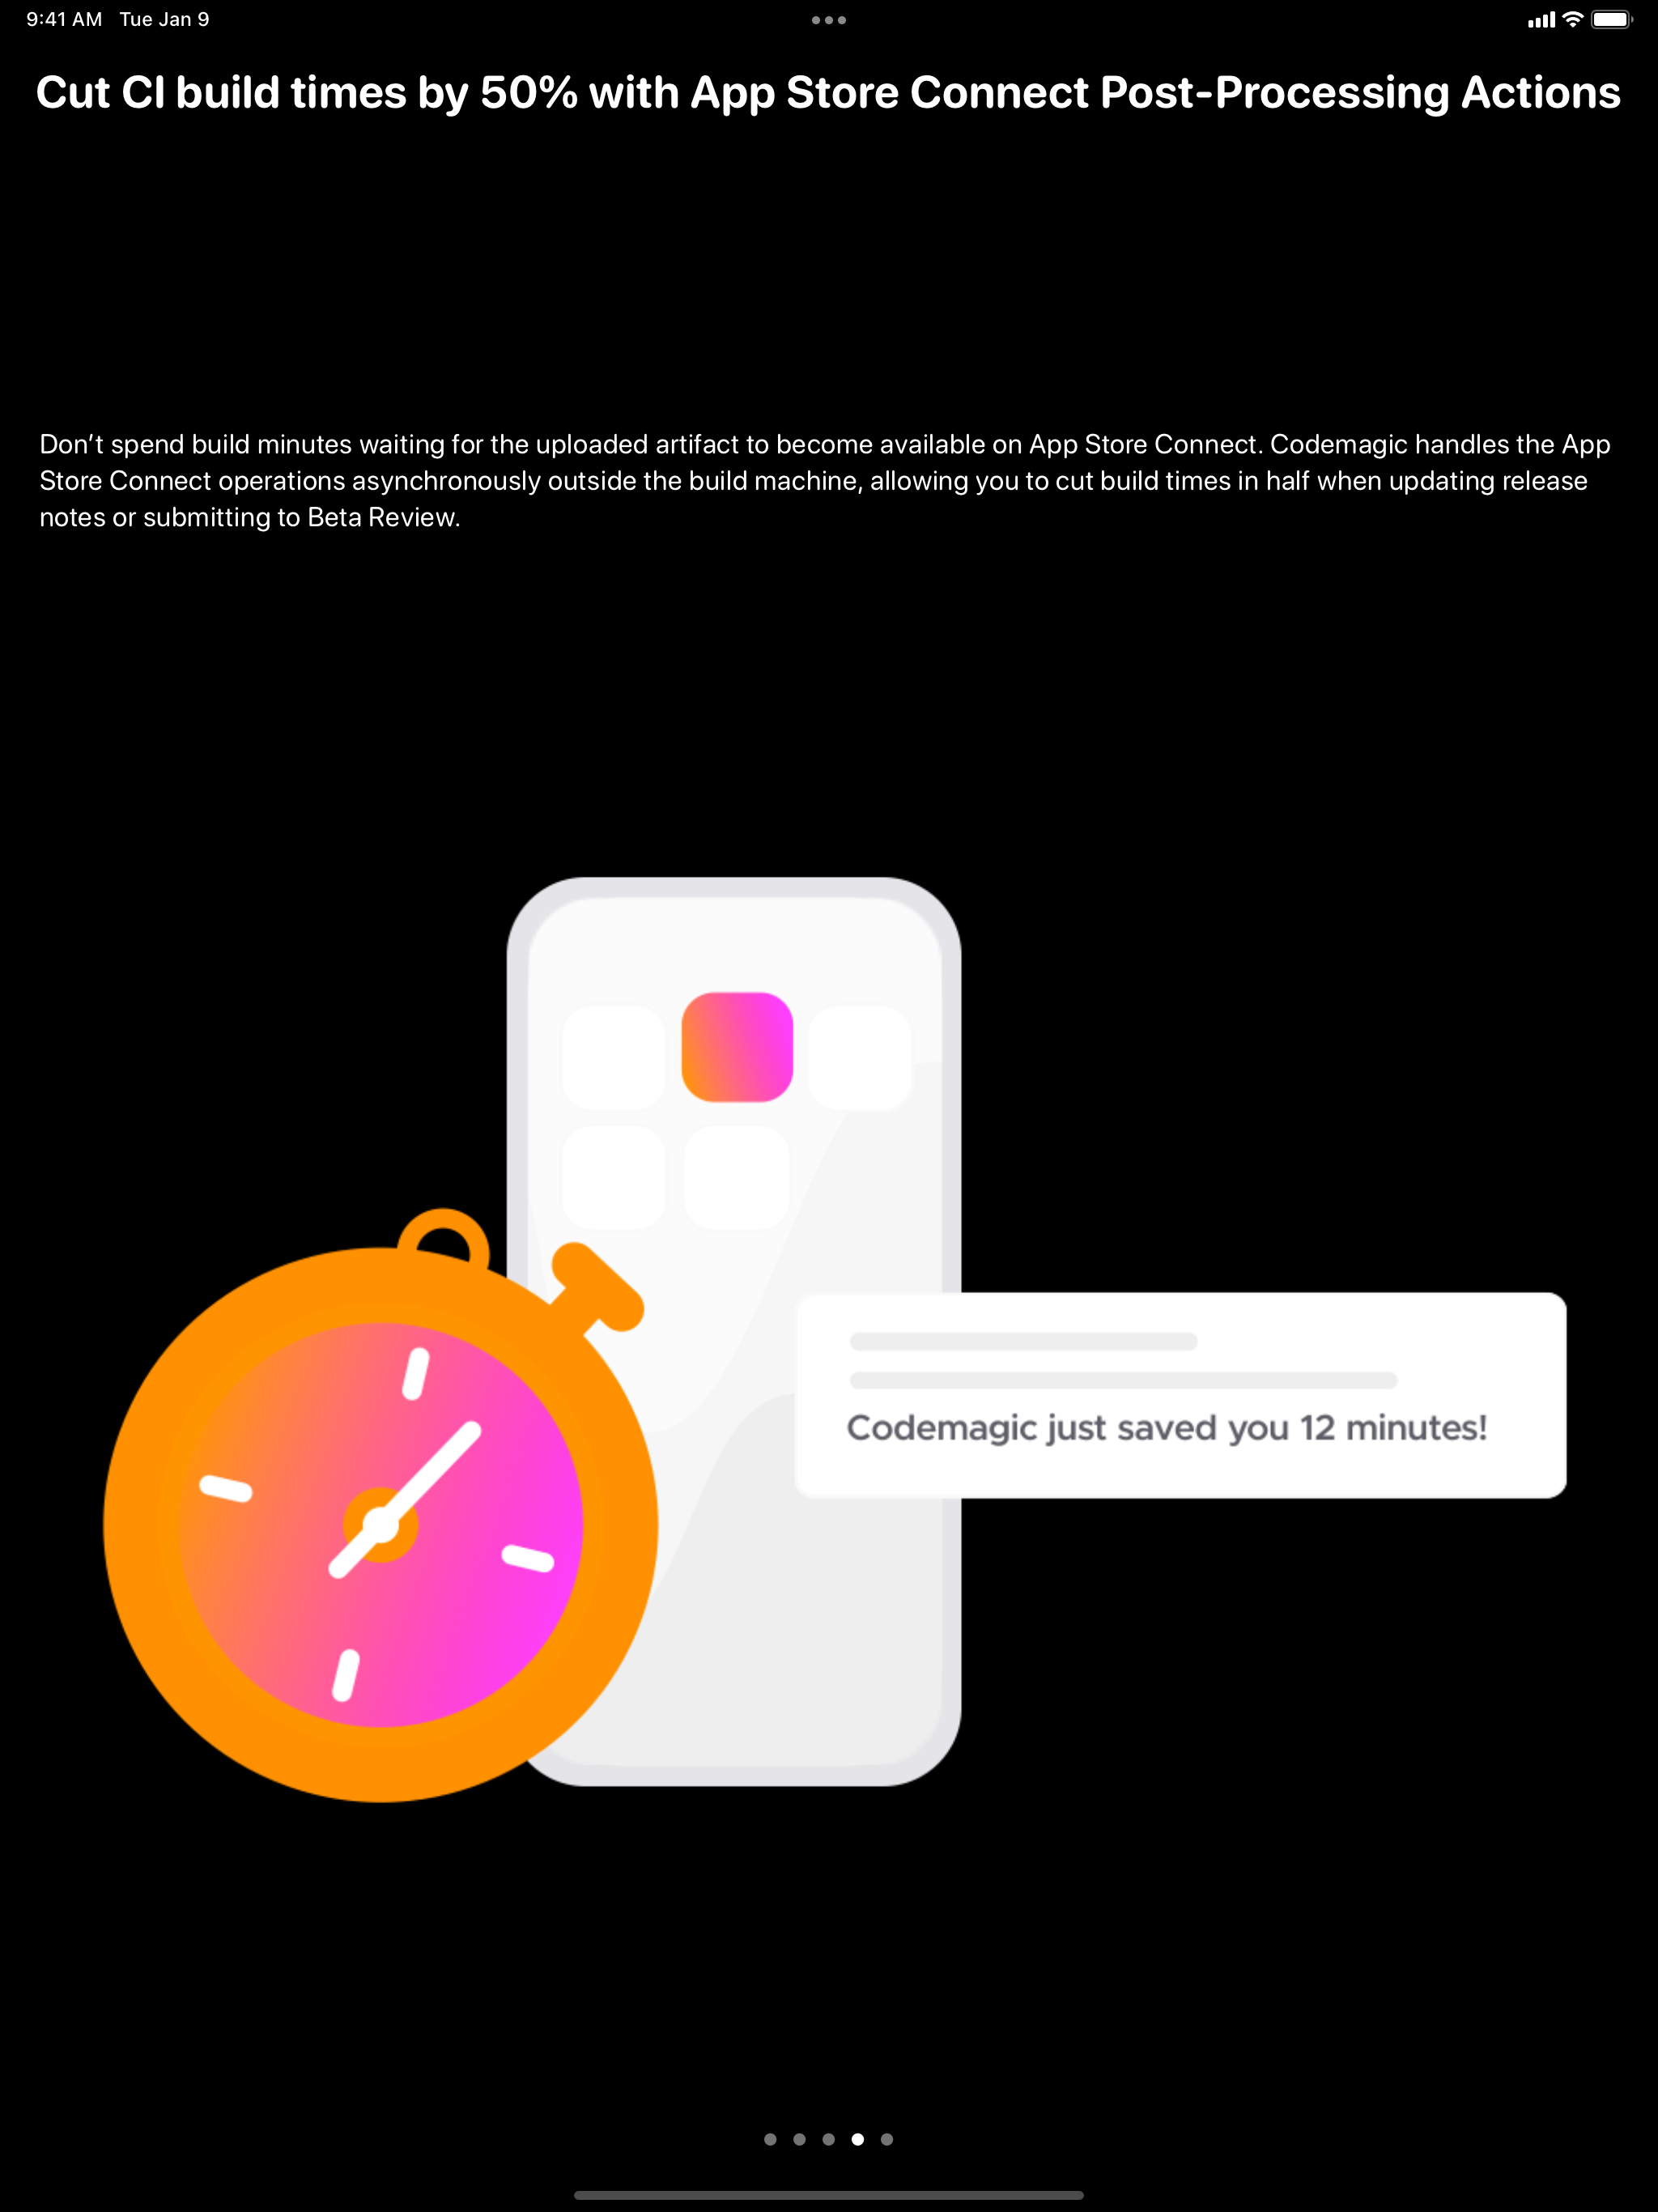 9:41 AM Tue Jan 9
Cut CI build times by 50% with App Store Connect Post-Processing Actions
Don’t spend build minutes waiting for the uploaded artifact to become available on App Store Connect. Codemagic handles the App
Store Connect operations asynchronously outside the build machine, allowing you to cut build times in half when updating release
notes or submitting to Beta Review.
Codemagic just saved you 12 minutes!